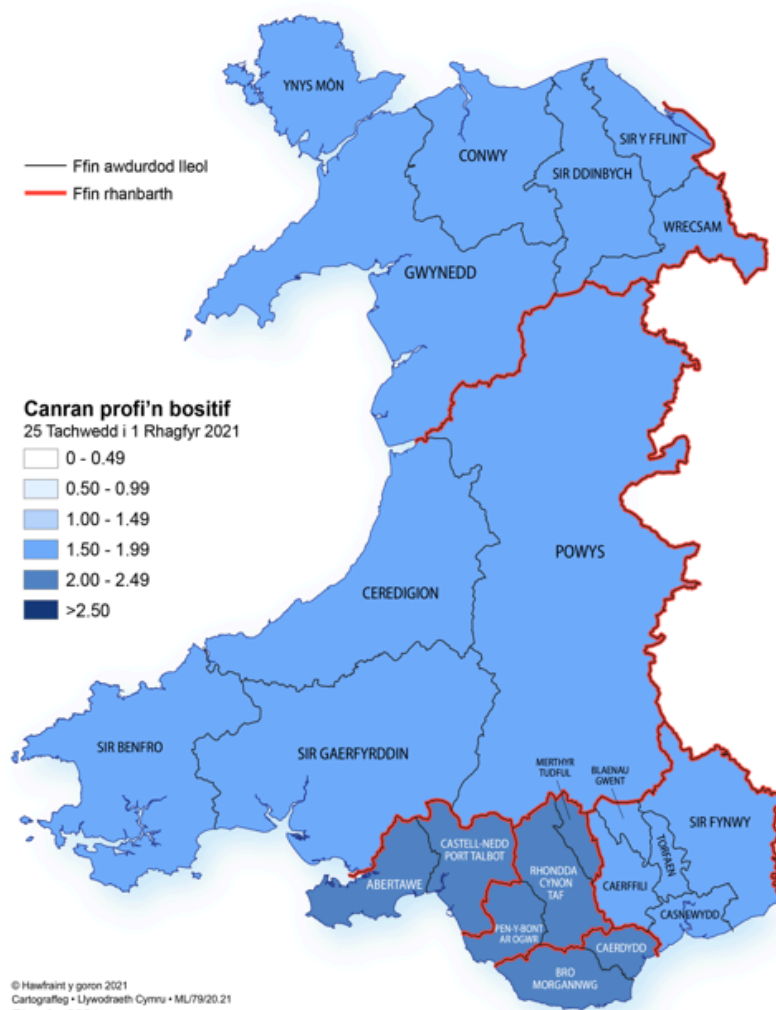 YNYS MÔN
CONWY
SIR Y FFLINT
SIR DDINBYCH
WRECSAM
Ffin awdurdod lleol
Ffin rhanbarth
GWYNEDD
Canran profi'n bositif
25 Tachwedd i 1 Rhagfyr 2021
0 - 0.49
0.50 - 0.99
1.00 - 1.49
1.50 - 1.99
2.00 - 2.49
>2.50
POWYS
CEREDIGION
SIR BENFRO
SIR GAERFYRDDIN
MERTHYR
TUDFUL
BLAENAU
GWENT
SIR FYNWY
TORFAEN
CASTELL-NEDD
PORT TALBOT
ABERTAWE
RHONDDA
CYNON
TAF
CAERFFILI
CASNEWYDD
PEN-Y-BONT
AR OGWR
CAERDYDD
BRO
MORGANNWG
© Hawfraint y goron 2021
Cartograffeg • Llywodraeth Cymru • ML/79/20.21